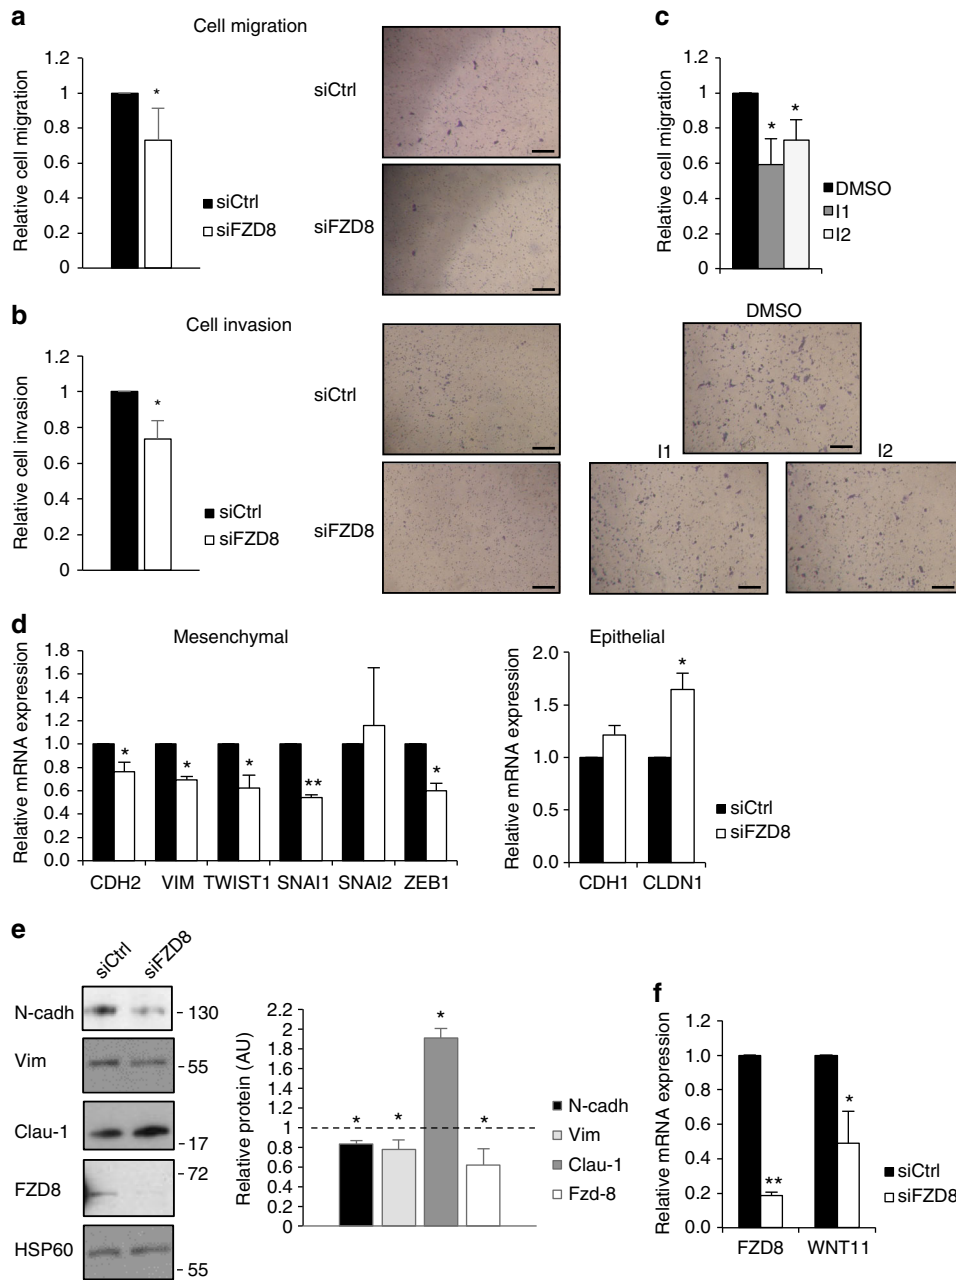 a
Cell migration
Relative cell migration
1.2
1
0.8
0.6
0.4
0.2
0
*
siCtrl
siFZD8
siCtrl
siFZD8
c
Relative cell migration
1.2
1
0.8
0.6
0.4
0.2
0
*
*
DMSO
I1
I2
b
Cell invasion
Relative cell invasion
1.2
1
0.8
0.6
0.4
0.2
0
*
siCtrl
siFZD8
siCtrl
siFZD8
DMSO
I1
I2
d
Mesenchymal
Relative mRNA expression
1.8
1.6
1.4
1.2
1.0
0.8
0.6
0.4
0.2
0.0
* * * ** *
CDH2 VIM TWIST1 SNAI1 SNAI2 ZEB1
Epithelial
Relative mRNA expression
2.0
1.5
1.0
0.5
0.0
*
CDH1 CLDN1
siCtrl
siFZD8
e
siCtrl siFZD8
N-cadh - 130
Vim - 55
Clau-1 - 17
FZD8 - 72
HSP60 - 55
Relative protein (AU)
2.2
2
1.8
1.6
1.4
1.2
1
0.8
0.6
0.4
0.2
0
* * * *
N-cadh
Vim
Clau-1
Fzd-8
f
Relative mRNA expression
1.2
1.0
0.8
0.6
0.4
0.2
0.0
** *
FZD8 WNT11
siCtrl
siFZD8